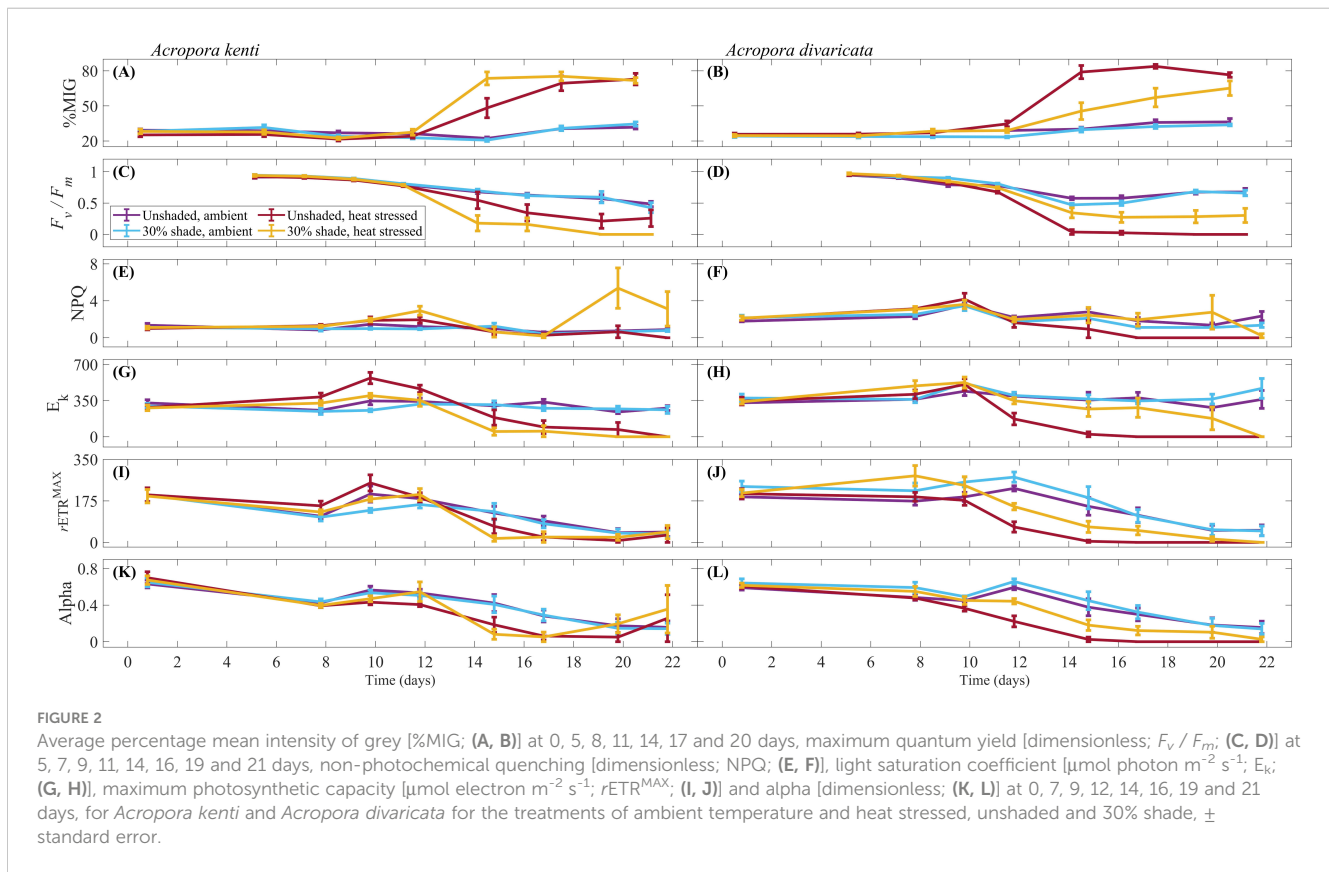 Acropora kenti
Acropora divaricata
(A)
(B)
80
50
20
%MIG
(C)
(D)
1
0.5
0
Fv / Fm
Unshaded, ambient
Unshaded, heat stressed
30% shade, ambient
30% shade, heat stressed
(E)
(F)
8
4
0
NPQ
(G)
(H)
700
350
0
Ek
(I)
(J)
350
175
0
rETRMAX
(K)
(L)
0.8
0.4
0
Alpha
0 2 4 6 8 10 12 14 16 18 20 22
0 2 4 6 8 10 12 14 16 18 20 22
Time (days)
Time (days)
FIGURE 2
Average percentage mean intensity of grey [%MIG; (A, B)] at 0, 5, 8, 11, 14, 17 and 20 days, maximum quantum yield [dimensionless; Fv / Fm; (C, D)] at
5, 7, 9, 11, 14, 16, 19 and 21 days, non-photochemical quenching [dimensionless; NPQ; (E, F)], light saturation coefficient [μmol photon m⁻² s⁻¹; Ek;
(G, H)], maximum photosynthetic capacity [μmol electron m⁻² s⁻¹; rETRMAX; (I, J)] and alpha [dimensionless; (K, L)] at 0, 7, 9, 12, 14, 16, 19 and 21
days, for Acropora kenti and Acropora divaricata for the treatments of ambient temperature and heat stressed, unshaded and 30% shade, ±
standard error.